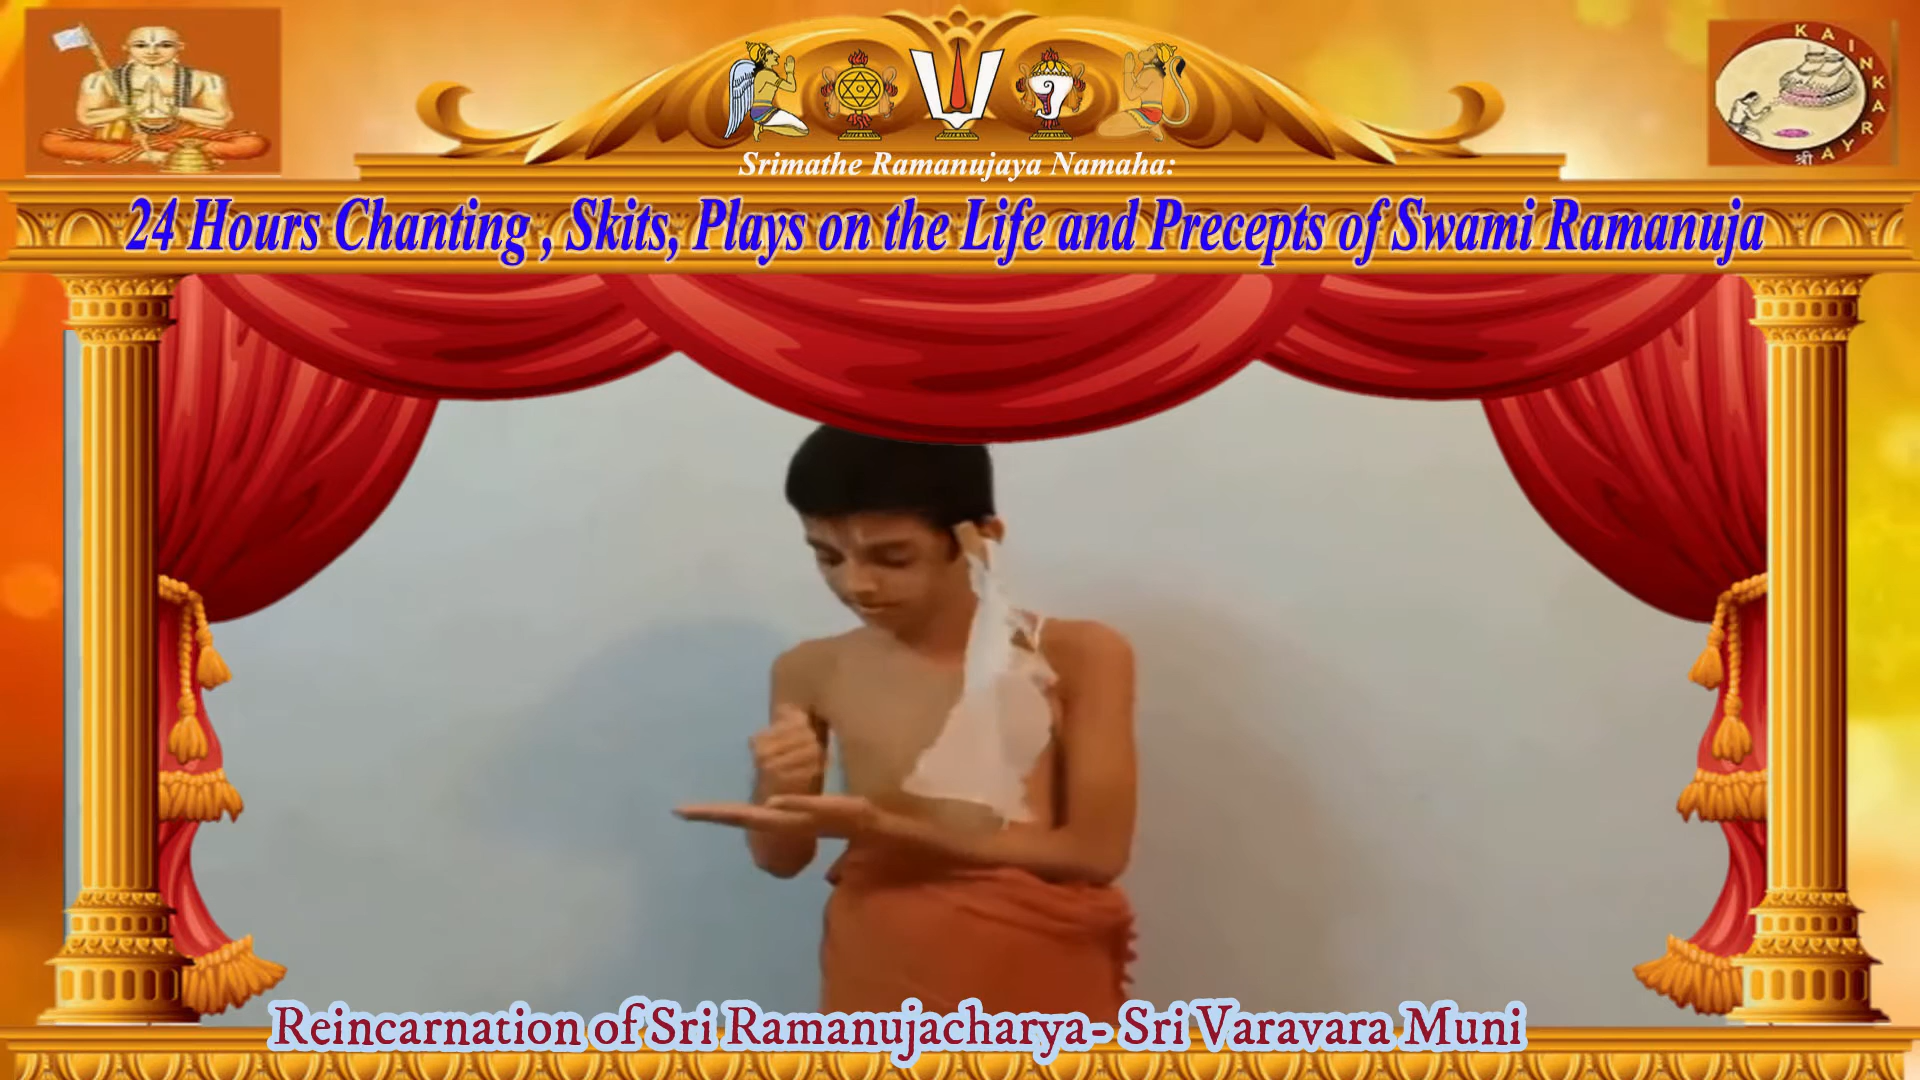 KAINKARYA
श्री
Srimathe Ramanujaya Namaha:
24 Hours Chanting , Skits, Plays on the Life and Precepts of Swami Ramanuja
Reincarnation of Sri Ramanujacharya- Sri Varavara Muni